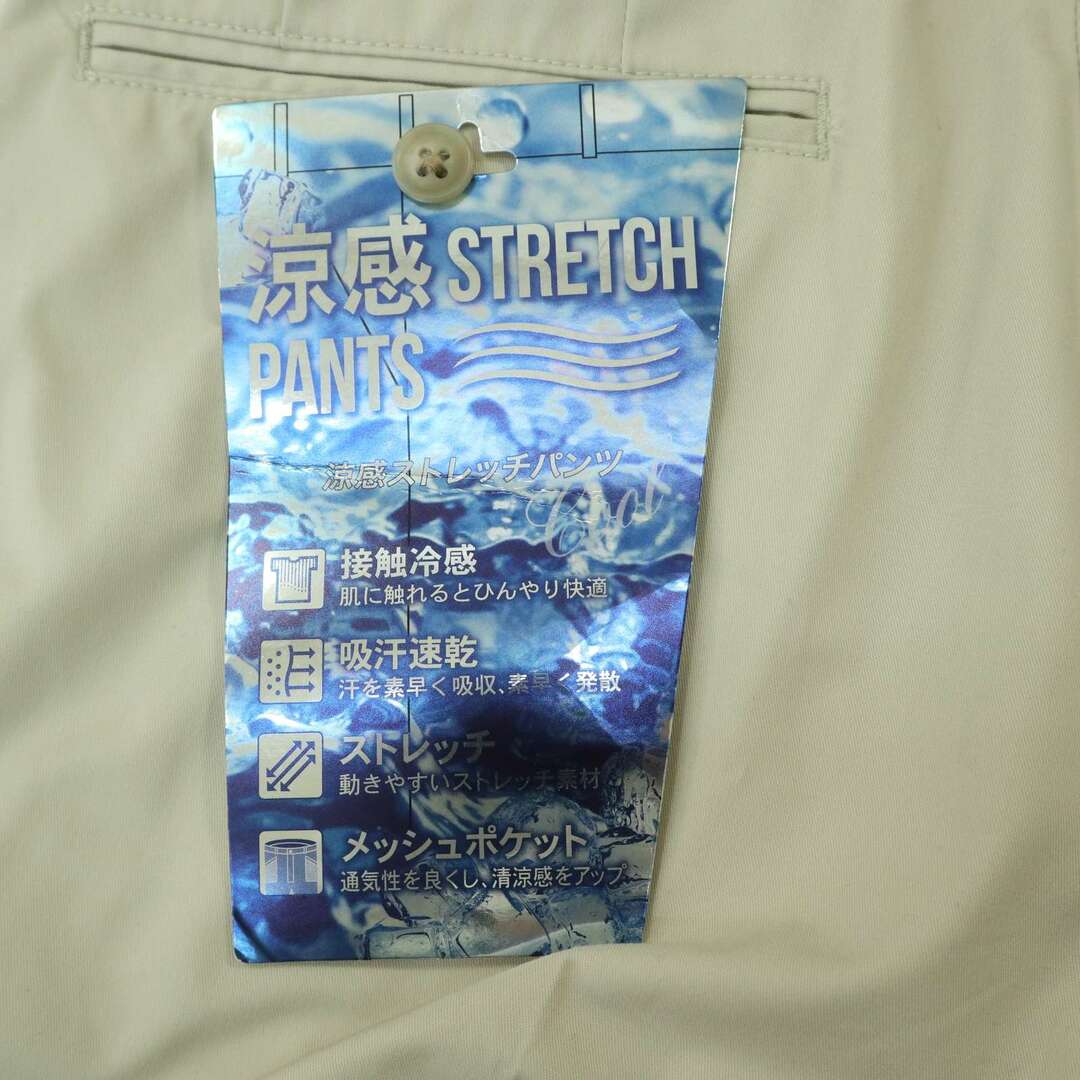 涼感 STRETCH
PANTS
涼感ストレッチパンツ
Cool
接触冷感
肌に触れるとひんやり快適
吸汗速乾
汗を素早く吸収、素早く発散
ストレッチ
動きやすいストレッチ素材
メッシュポケット
通気性を良くし、清涼感をアップ